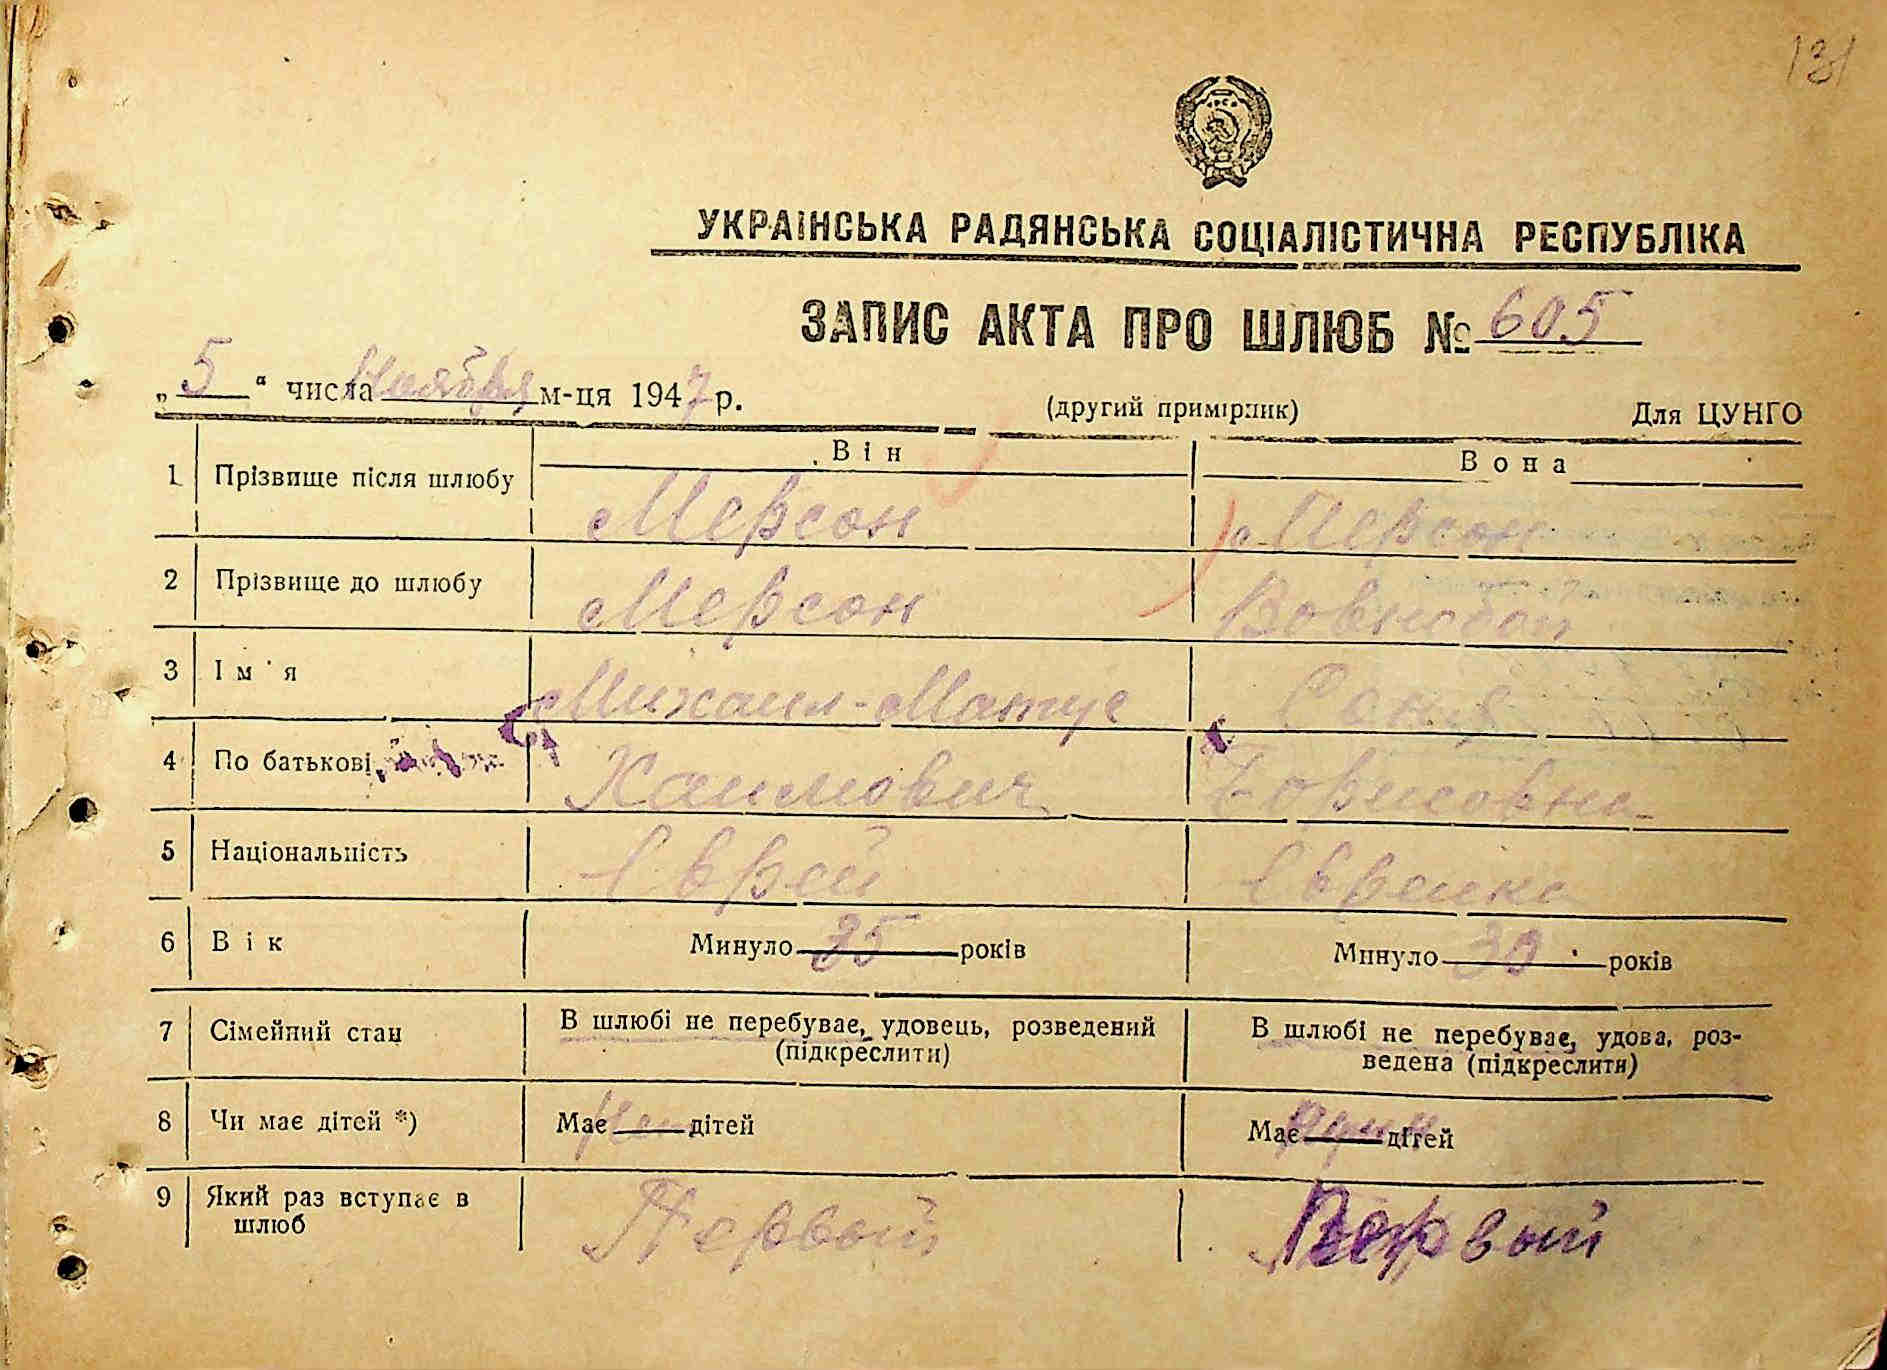 131
УКРАЇНСЬКА РАДЯНСЬКА СОЦІАЛІСТИЧНА РЕСПУБЛІКА
ЗАПИС АКТА ПРО ШЛЮБ № 605
„5“ числа Ноября м-ця 1947 р.
(другий примірник) Для ЦУНГО
Він Вона
1 Прізвище після шлюбу Мерсон Мерсон
2 Прізвище до шлюбу Мерсон
3 Ім'я Михаил-Матус Соня
4 По батькові Хаимович Борисовна
5 Національність Еврей Еврейка
6 Вік Минуло 35 років Минуло років
7 Сімейний стан В шлюбі не перебуває, удовець, розведений (підкреслити) В шлюбі не перебуває, удова, роз-
ведена (підкреслити)
8 Чи має дітей *) Має Нет дітей Має один дітей
9 Який раз вступає в шлюб Первый Первый